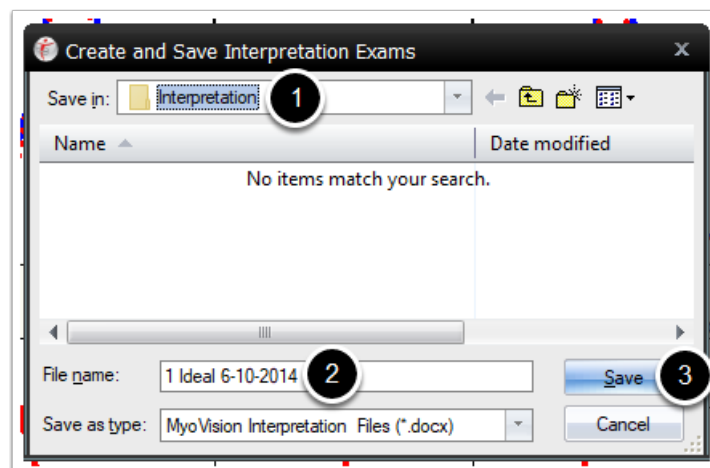 Create and Save Interpretation Exams x
Save in: Interpretation 1
Name Date modified
No items match your search.
File name: 1 Ideal 6-10-2014 2 Save 3
Save as type: MyoVision Interpretation Files (*.docx) Cancel